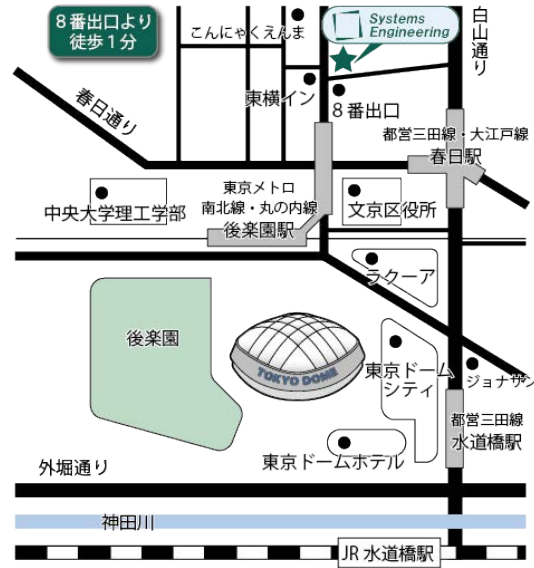 ８番出口より
徒歩１分
こんにゃくえんま
Systems
Engineering
白山通り
東横イン
８番出口
春日通り
都営三田線・大江戸線
春日駅
東京メトロ
南北線・丸の内線
後楽園駅
中央大学理工学部
文京区役所
ラクーア
後楽園
TOKYO DOME
東京ドーム
シティ
ジョナサン
都営三田線
水道橋駅
東京ドームホテル
外堀通り
神田川
JR 水道橋駅